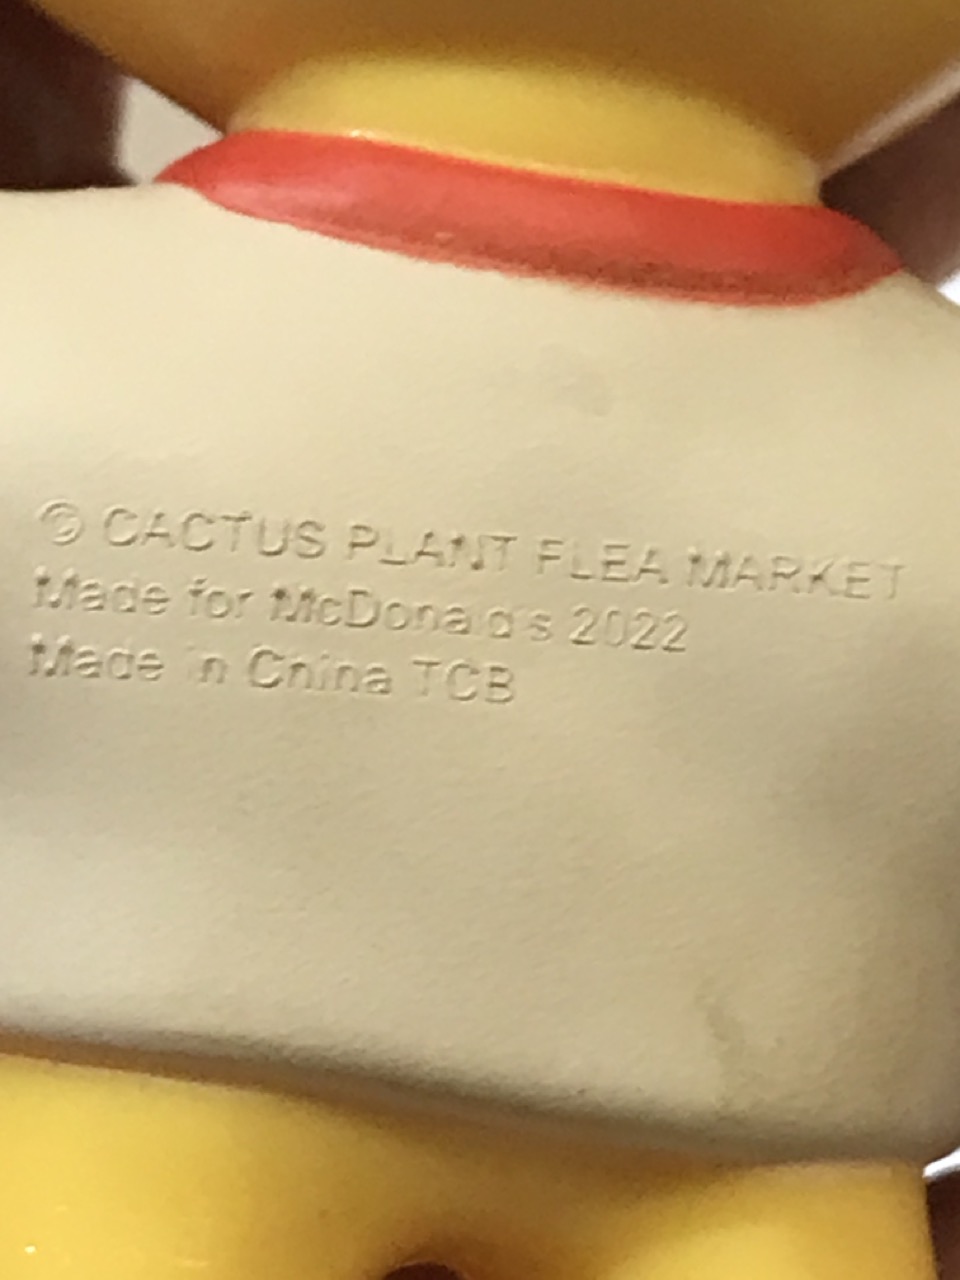 © CACTUS PLANT FLEA MARKET
Made for McDonald's 2022
Made in China TCB